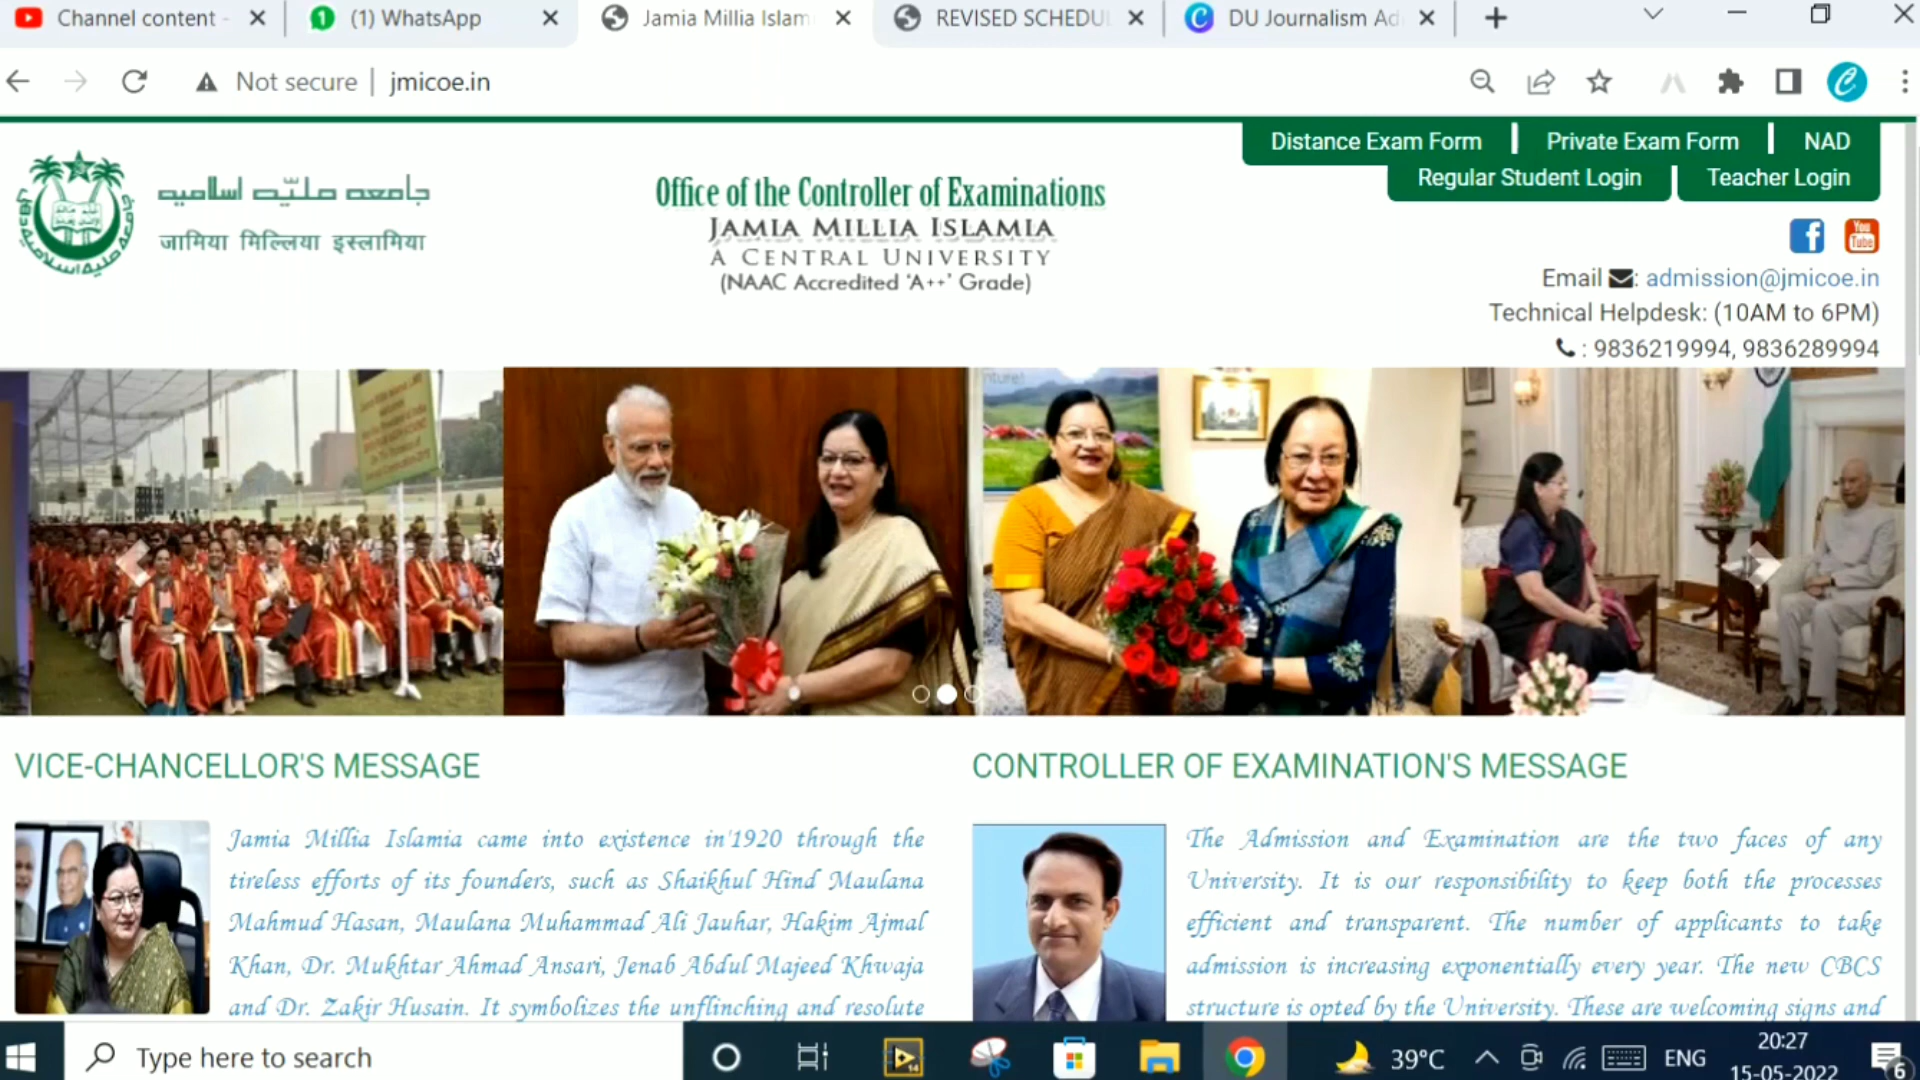 Channel content -
(1) WhatsApp
Jamia Millia Islam
REVISED SCHEDUL
DU Journalism Ad
Not secure
jmicoe.in
Distance Exam Form
Private Exam Form
NAD
Regular Student Login
Teacher Login
جامعہ ملیّہ اسلامیہ
जामिया मिल्लिया इस्लामिया
Office of the Controller of Examinations
JAMIA MILLIA ISLAMIA
A CENTRAL UNIVERSITY
(NAAC Accredited 'A++' Grade)
You
Tube
Email : admission@jmicoe.in
Technical Helpdesk: (10AM to 6PM)
: 9836219994, 9836289994
nture!
VICE-CHANCELLOR'S MESSAGE
Jamia Millia Islamia came into existence in'1920 through the
tireless efforts of its founders, such as Shaikhul Hind Maulana
Mahmud Hasan, Maulana Muhammad Ali Jauhar, Hakim Ajmal
Khan, Dr. Mukhtar Ahmad Ansari, Jenab Abdul Majeed Khwaja
and Dr. Zakir Husain. It symbolizes the unflinching and resolute
CONTROLLER OF EXAMINATION'S MESSAGE
The Admission and Examination are the two faces of any
University. It is our responsibility to keep both the processes
efficient and transparent. The number of applicants to take
admission is increasing exponentially every year. The new CBCS
structure is opted by the University. These are welcoming signs and
Type here to search
14
39°C
ENG
20:27
15-05-2022
6